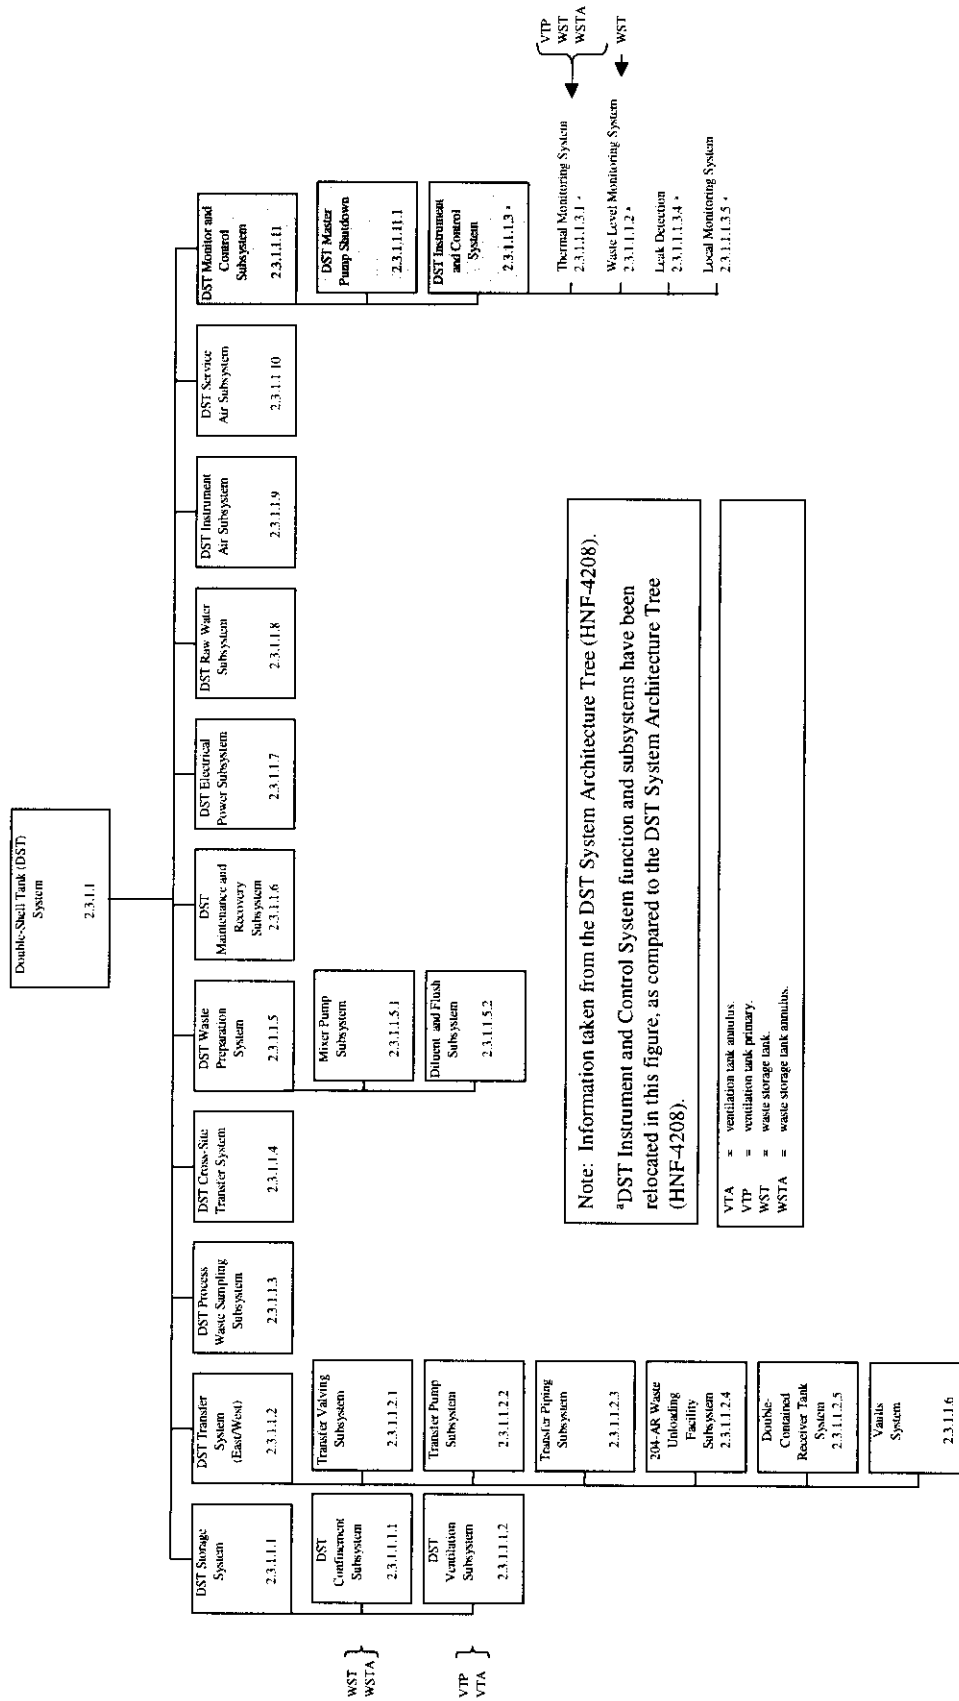 Double-Shell Tank (DST)
System
2.3.1.1
DST Storage
System
2.3.1.1.1
DST
Confinement
Subsystem
2.3.1.1.1.1
DST
Ventilation
Subsystem
2.3.1.1.1.2
WST
WSTA
VTP
VTA
DST Transfer
System
(East/West)
2.3.1.1.2
Transfer Valving
Subsystem
2.3.1.1.2.1
Transfer Pump
Subsystem
2.3.1.1.2.2
Transfer Piping
Subsystem
2.3.1.1.2.3
204-AR Waste
Unloading
Facility
Subsystem
2.3.1.1.2.4
Double-
Contained
Receiver Tank
System
2.3.1.1.2.5
Vaults
System
2.3.1.1.6
DST Process
Waste Sampling
Subsystem
2.3.1.1.3
DST Cross-Site
Transfer System
2.3.1.1.4
DST Waste
Preparation
System
2.3.1.1.5
Mixer Pump
Subsystem
2.3.1.1.5.1
Diluent and Flush
Subsystem
2.3.1.1.5.2
DST
Maintenance and
Recovery
Subsystem
2.3.1.1.6
DST Electrical
Power Subsystem
2.3.1.1.7
DST Raw Water
Subsystem
2.3.1.1.8
DST Instrument
Air Subsystem
2.3.1.1.9
DST Service
Air Subsystem
2.3.1.1.10
DST Monitor and
Control
Subsystem
2.3.1.1.11
DST Master
Pump Shutdown
2.3.1.1.11.1
DST Instrument
and Control
System
2.3.1.1.1.3 a
Thermal Monitoring System
2.3.1.1.1.3.1 a
Waste Level Monitoring System
2.3.1.1.1.2 a
Leak Detection
2.3.1.1.1.3.4 a
Local Monitoring System
2.3.1.1.1.3.5 a
VTP
WST
WSTA
WST
Note: Information taken from the DST System Architecture Tree (HNF-4208).
aDST Instrument and Control System function and subsystems have been
relocated in this figure, as compared to the DST System Architecture Tree
(HNF-4208).
VTA = ventilation tank annulus.
VTP = ventilation tank primary.
WST = waste storage tank.
WSTA = waste storage tank annulus.